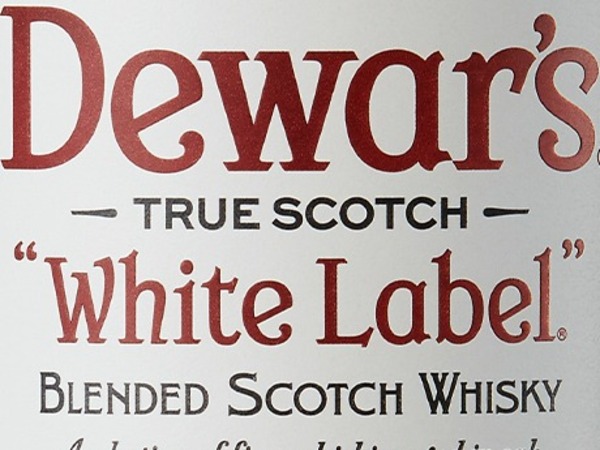 Dewar's
TRUE SCOTCH
"White Label"®
BLENDED SCOTCH WHISKY